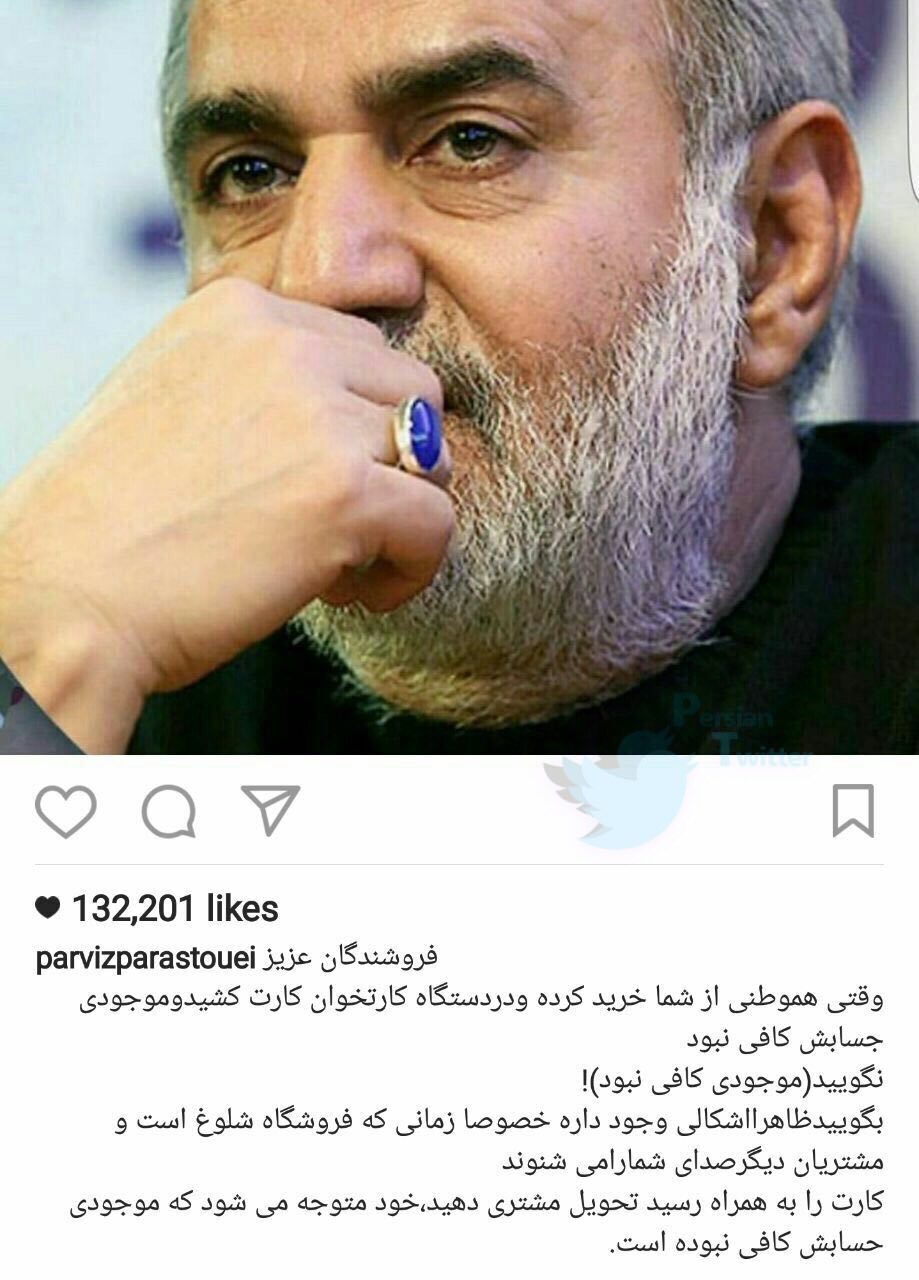 Persian
Twitter
132,201 likes
parvizparastouei فروشندگان عزیز
وقتی هموطنی از شما خرید کرده ودردستگاه کارتخوان کارت کشیدوموجودی
جسابش کافی نبود
نگویید(موجودی کافی نبود)!
بگوییدظاهرااشکالی وجود داره خصوصا زمانی که فروشگاه شلوغ است و
مشتریان دیگرصدای شمارامی شنوند
کارت را به همراه رسید تحویل مشتری دهید،خود متوجه می شود که موجودی
حسابش کافی نبوده است.